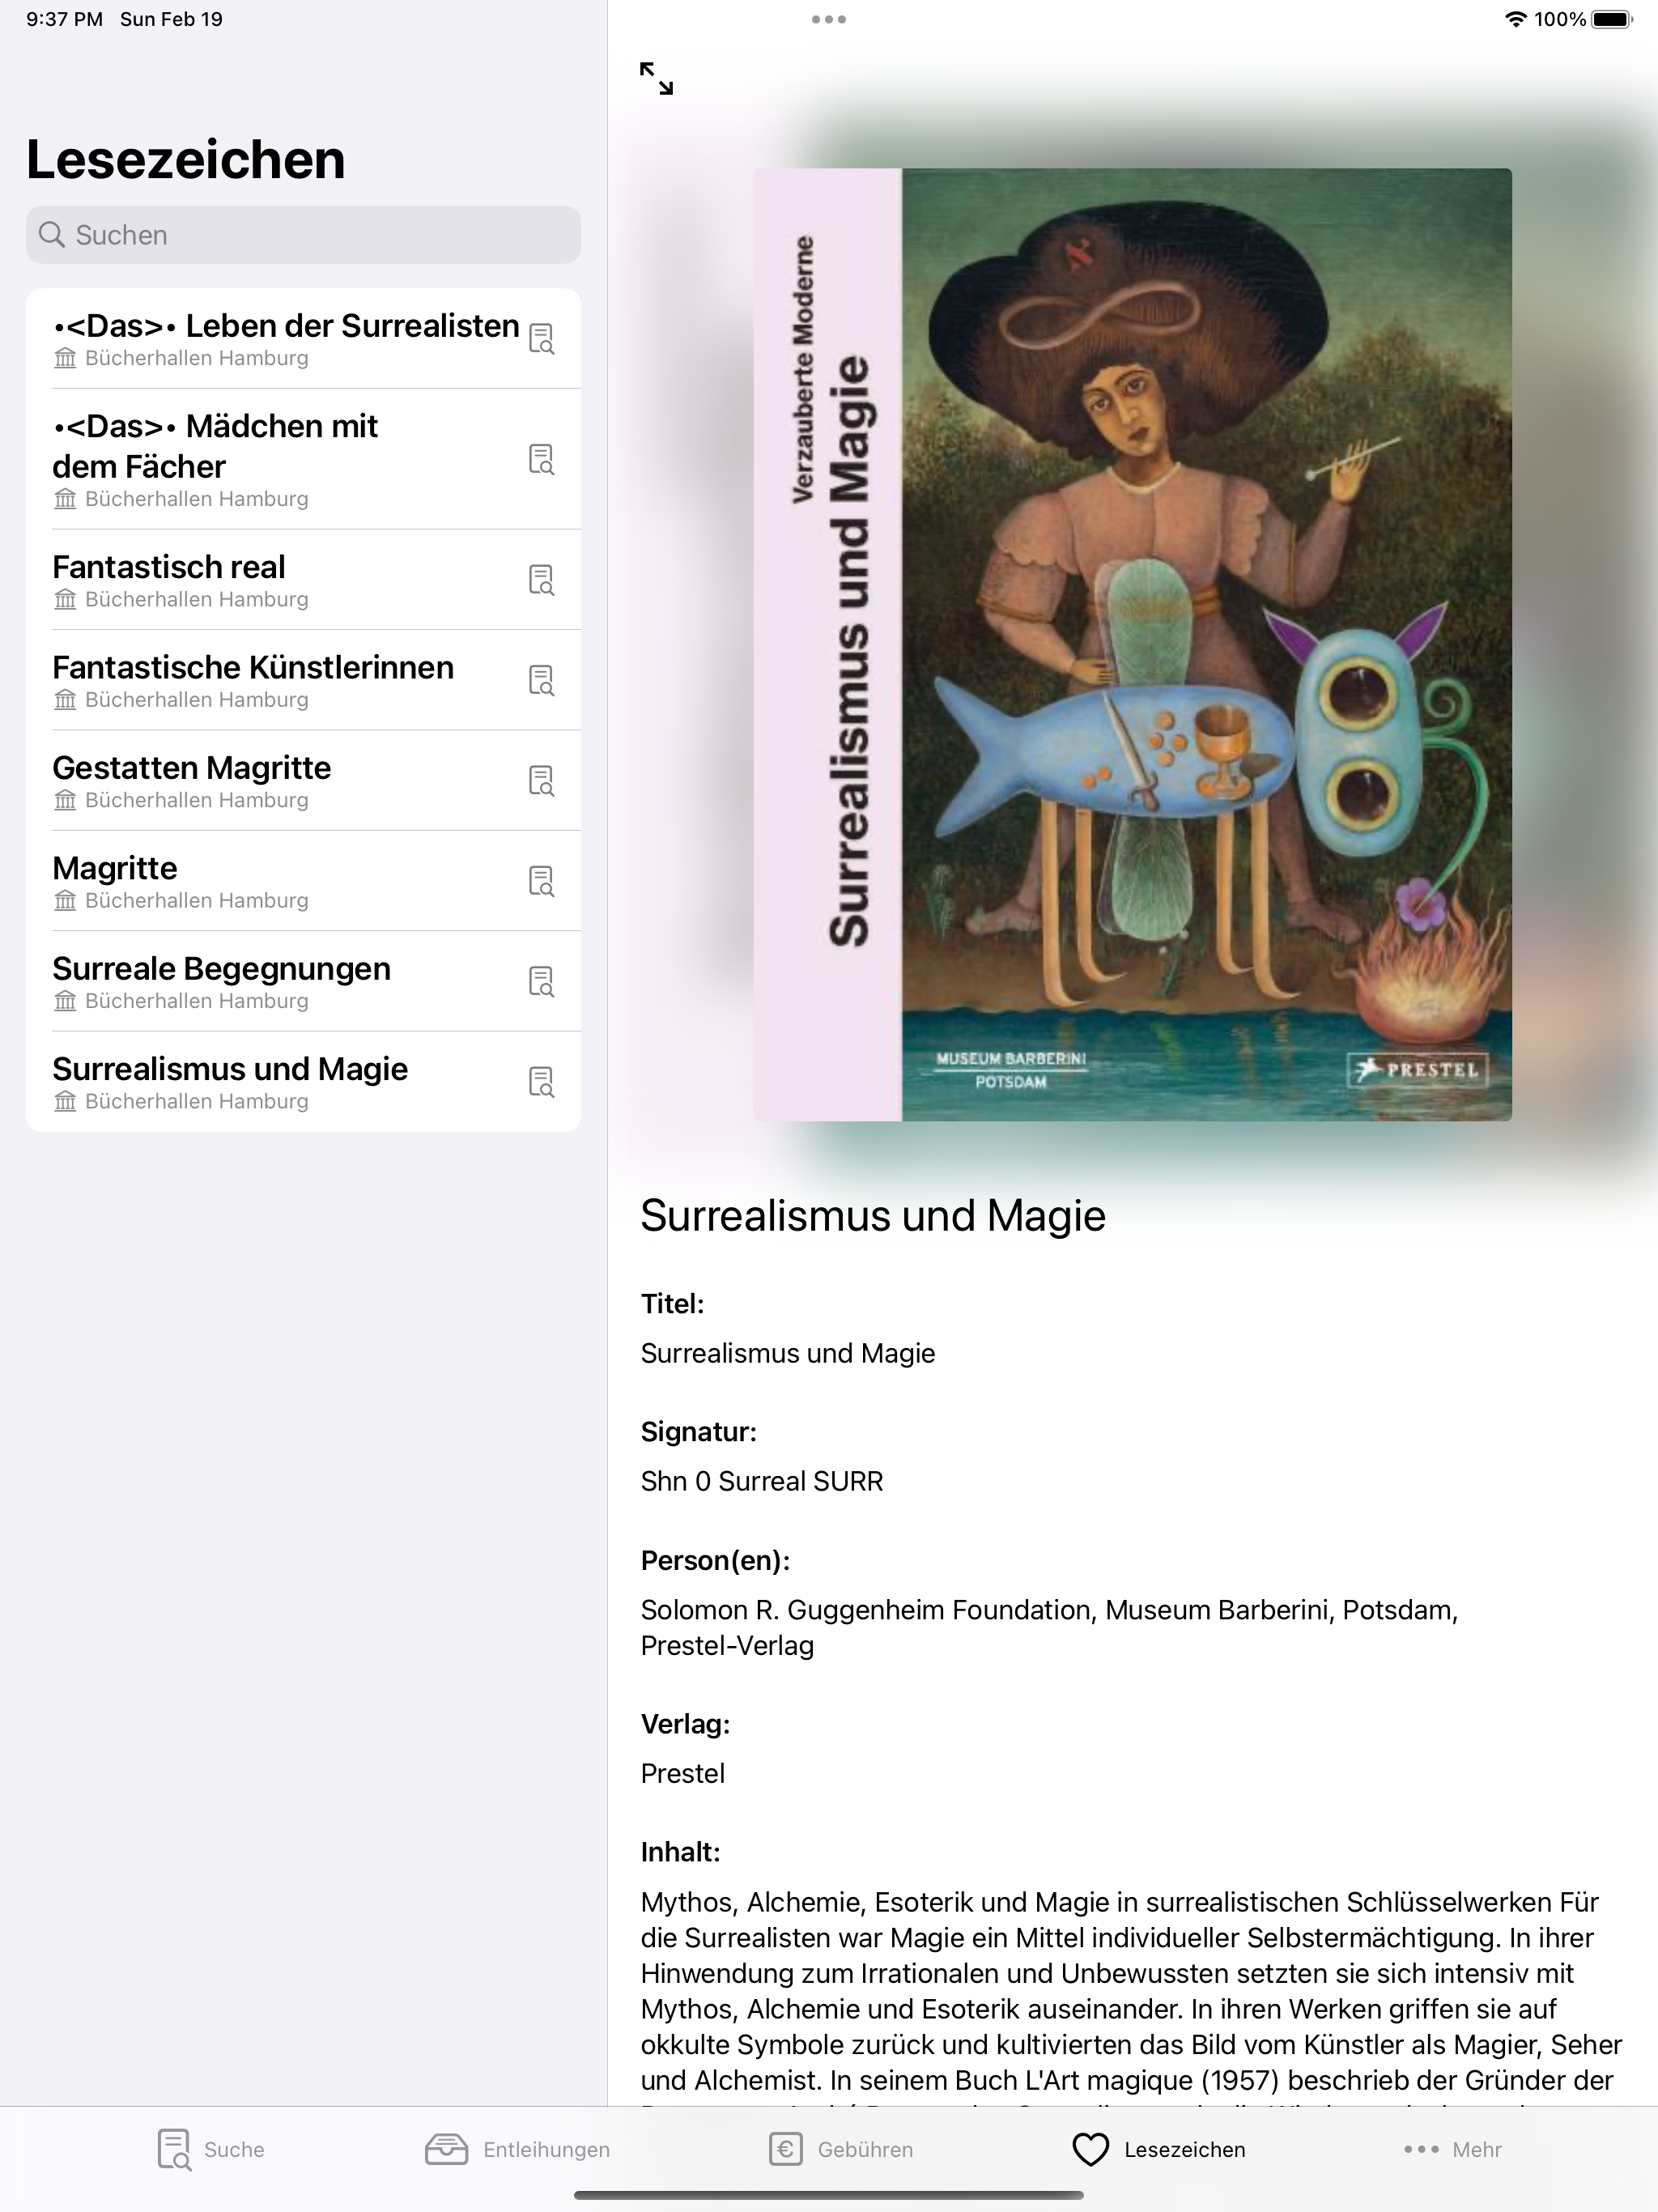 9:37 PM Sun Feb 19
100%
Lesezeichen
Suchen
•<Das>• Leben der Surrealisten
Bücherhallen Hamburg
•<Das>• Mädchen mit
dem Fächer
Bücherhallen Hamburg
Fantastisch real
Bücherhallen Hamburg
Fantastische Künstlerinnen
Bücherhallen Hamburg
Gestatten Magritte
Bücherhallen Hamburg
Magritte
Bücherhallen Hamburg
Surreale Begegnungen
Bücherhallen Hamburg
Surrealismus und Magie
Bücherhallen Hamburg
Verzauberte Moderne
Surrealismus und Magie
MUSEUM BARBERINI
POTSDAM
PRESTEL
Surrealismus und Magie
Titel:
Surrealismus und Magie
Signatur:
Shn 0 Surreal SURR
Person(en):
Solomon R. Guggenheim Foundation, Museum Barberini, Potsdam,
Prestel-Verlag
Verlag:
Prestel
Inhalt:
Mythos, Alchemie, Esoterik und Magie in surrealistischen Schlüsselwerken Für
die Surrealisten war Magie ein Mittel individueller Selbstermächtigung. In ihrer
Hinwendung zum Irrationalen und Unbewussten setzten sie sich intensiv mit
Mythos, Alchemie und Esoterik auseinander. In ihren Werken griffen sie auf
okkulte Symbole zurück und kultivierten das Bild vom Künstler als Magier, Seher
und Alchemist. In seinem Buch L'Art magique (1957) beschrieb der Gründer der
Suche
Entleihungen
€ Gebühren
Lesezeichen
Mehr